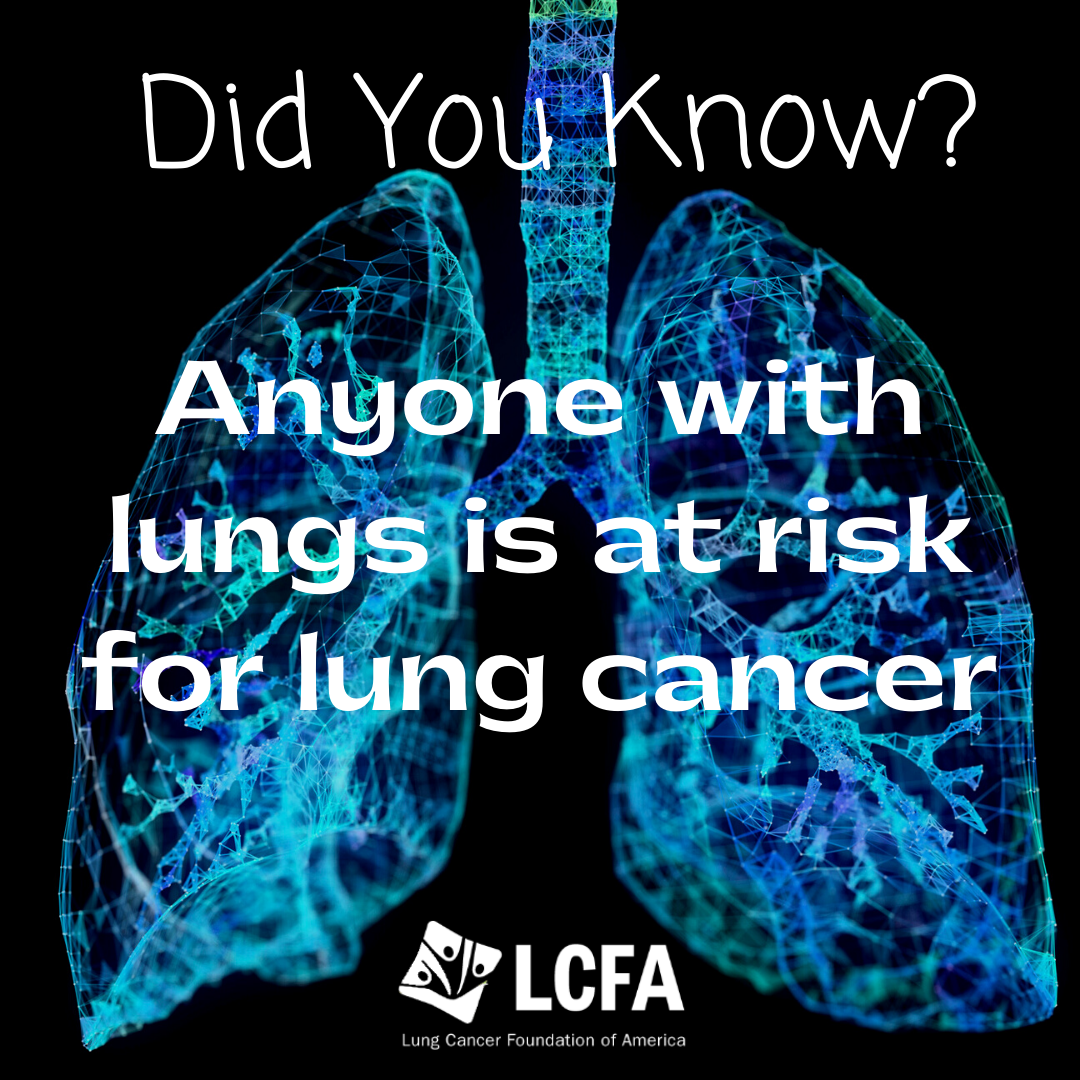 Did You Know?
Anyone with
lungs is at risk
for lung cancer
LCFA
Lung Cancer Foundation of America